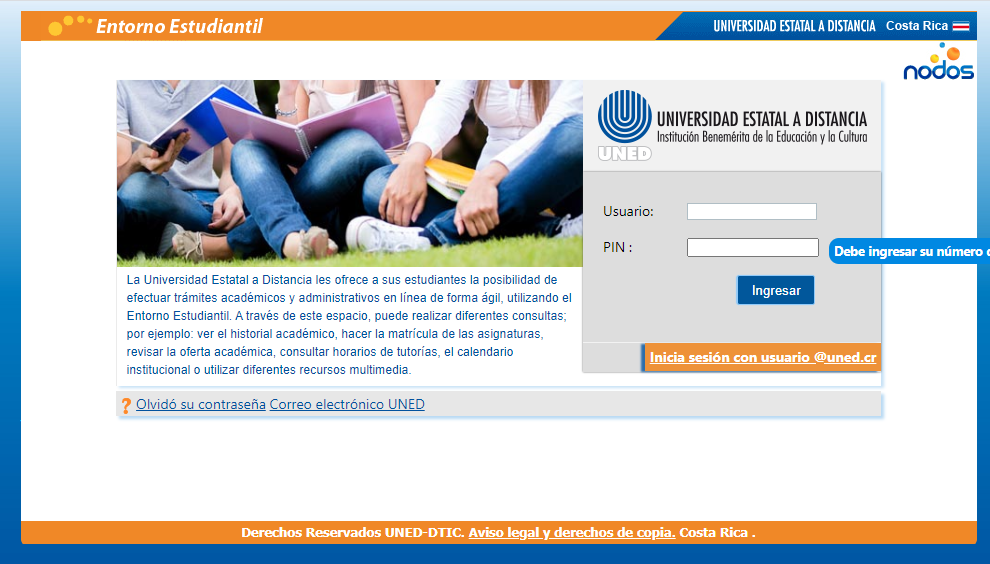 Entorno Estudiantil
UNIVERSIDAD ESTATAL A DISTANCIA Costa Rica
nodos
UNIVERSIDAD ESTATAL A DISTANCIA
Institución Benemérita de la Educación y la Cultura
UNED
Usuario:
PIN :
Debe ingresar su número
Ingresar
Inicia sesión con usuario @uned.cr
La Universidad Estatal a Distancia les ofrece a sus estudiantes la posibilidad de
efectuar trámites académicos y administrativos en línea de forma ágil, utilizando el
Entorno Estudiantil. A través de este espacio, puede realizar diferentes consultas;
por ejemplo: ver el historial académico, hacer la matrícula de las asignaturas,
revisar la oferta académica, consultar horarios de tutorías, el calendario
institucional o utilizar diferentes recursos multimedia.
? Olvidó su contraseña Correo electrónico UNED
Derechos Reservados UNED-DTIC. Aviso legal y derechos de copia. Costa Rica .